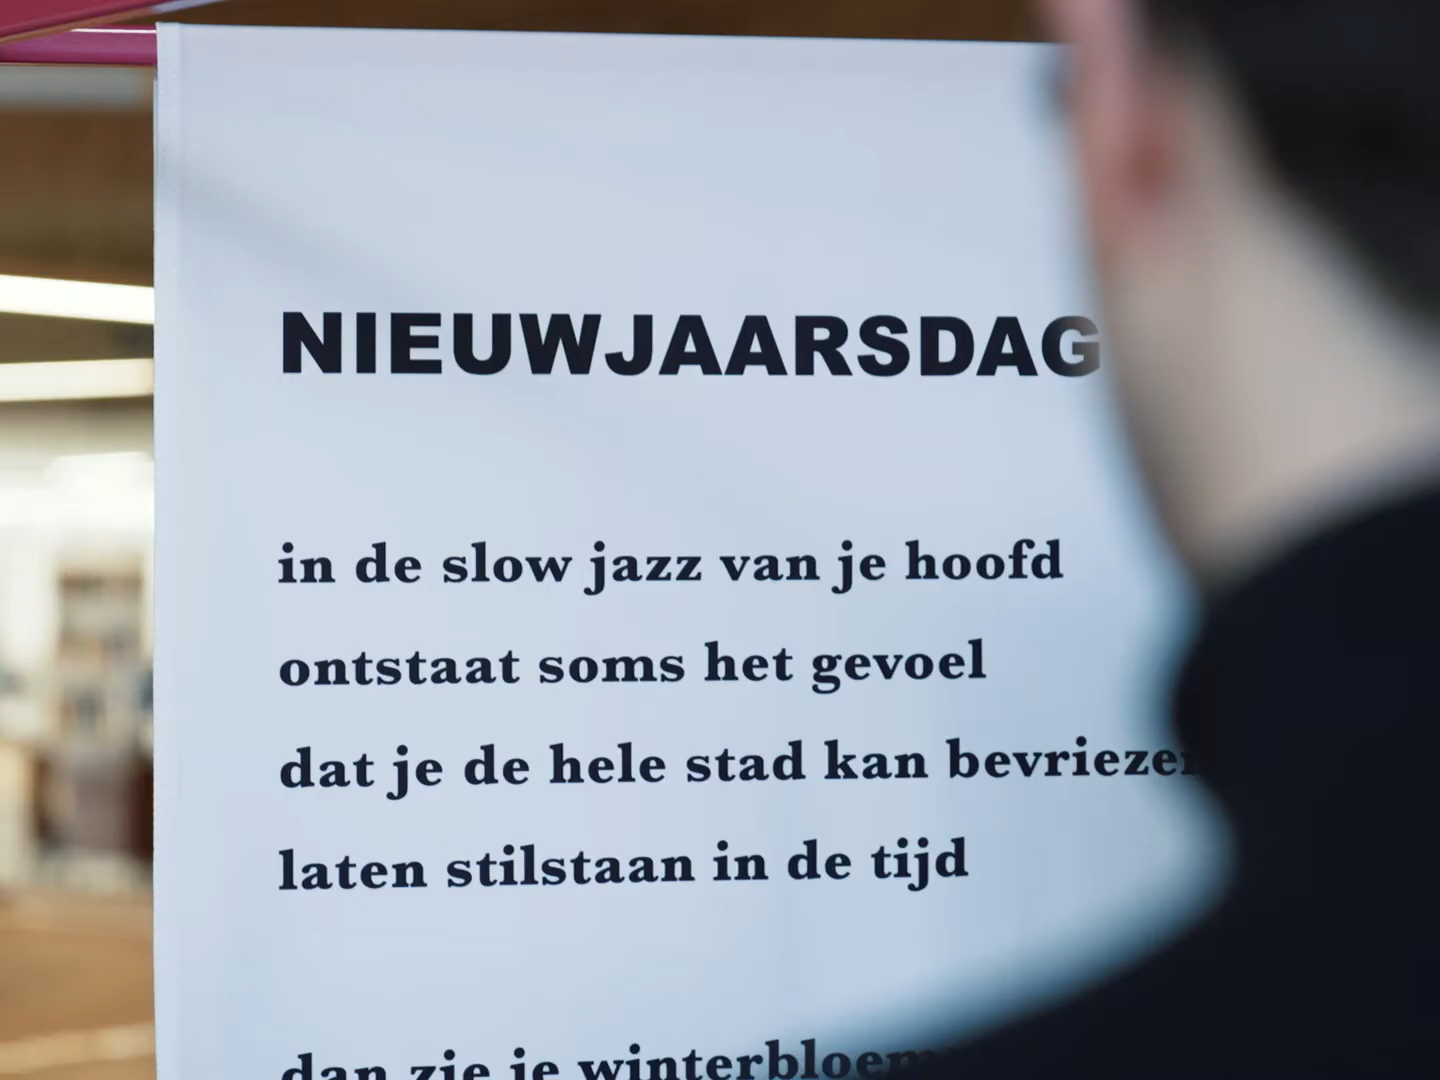 NIEUWJAARSDAG
in de slow jazz van je hoofd
ontstaat soms het gevoel
dat je de hele stad kan bevriezen
laten stilstaan in de tijd
dan zie je